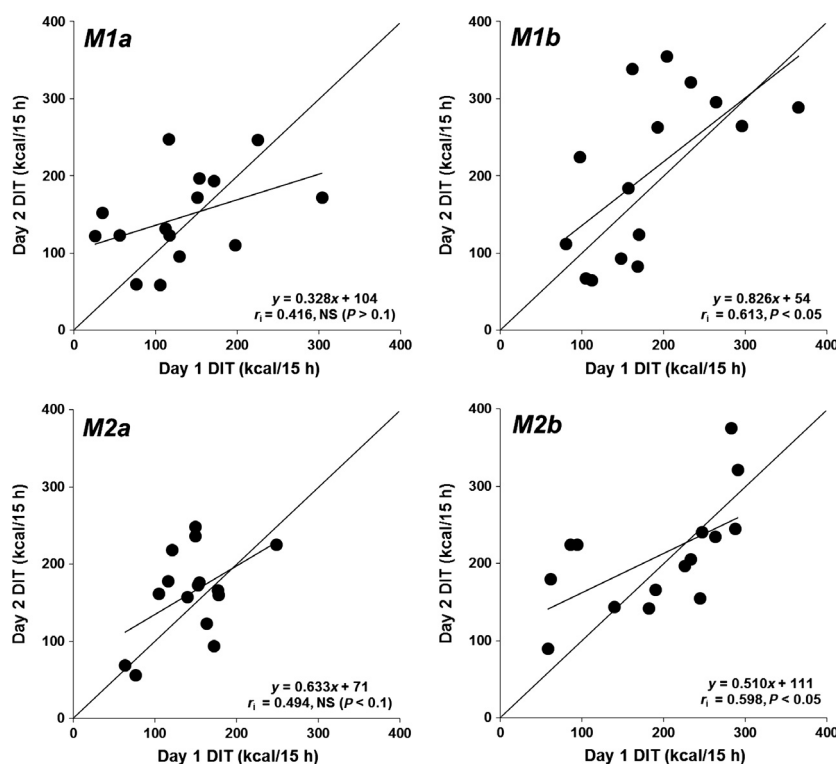 M1a
400
300
200
100
0
Day 2 DIT (kcal/15 h)
y = 0.328x + 104
rᵢ = 0.416, NS (P > 0.1)
0 100 200 300 400
Day 1 DIT (kcal/15 h)
M1b
400
300
200
100
0
Day 2 DIT (kcal/15 h)
y = 0.826x + 54
rᵢ = 0.613, P < 0.05
0 100 200 300 400
Day 1 DIT (kcal/15 h)
M2a
400
300
200
100
0
Day 2 DIT (kcal/15 h)
y = 0.633x + 71
rᵢ = 0.494, NS (P < 0.1)
0 100 200 300 400
Day 1 DIT (kcal/15 h)
M2b
400
300
200
100
0
Day 2 DIT (kcal/15 h)
y = 0.510x + 111
rᵢ = 0.598, P < 0.05
0 100 200 300 400
Day 1 DIT (kcal/15 h)